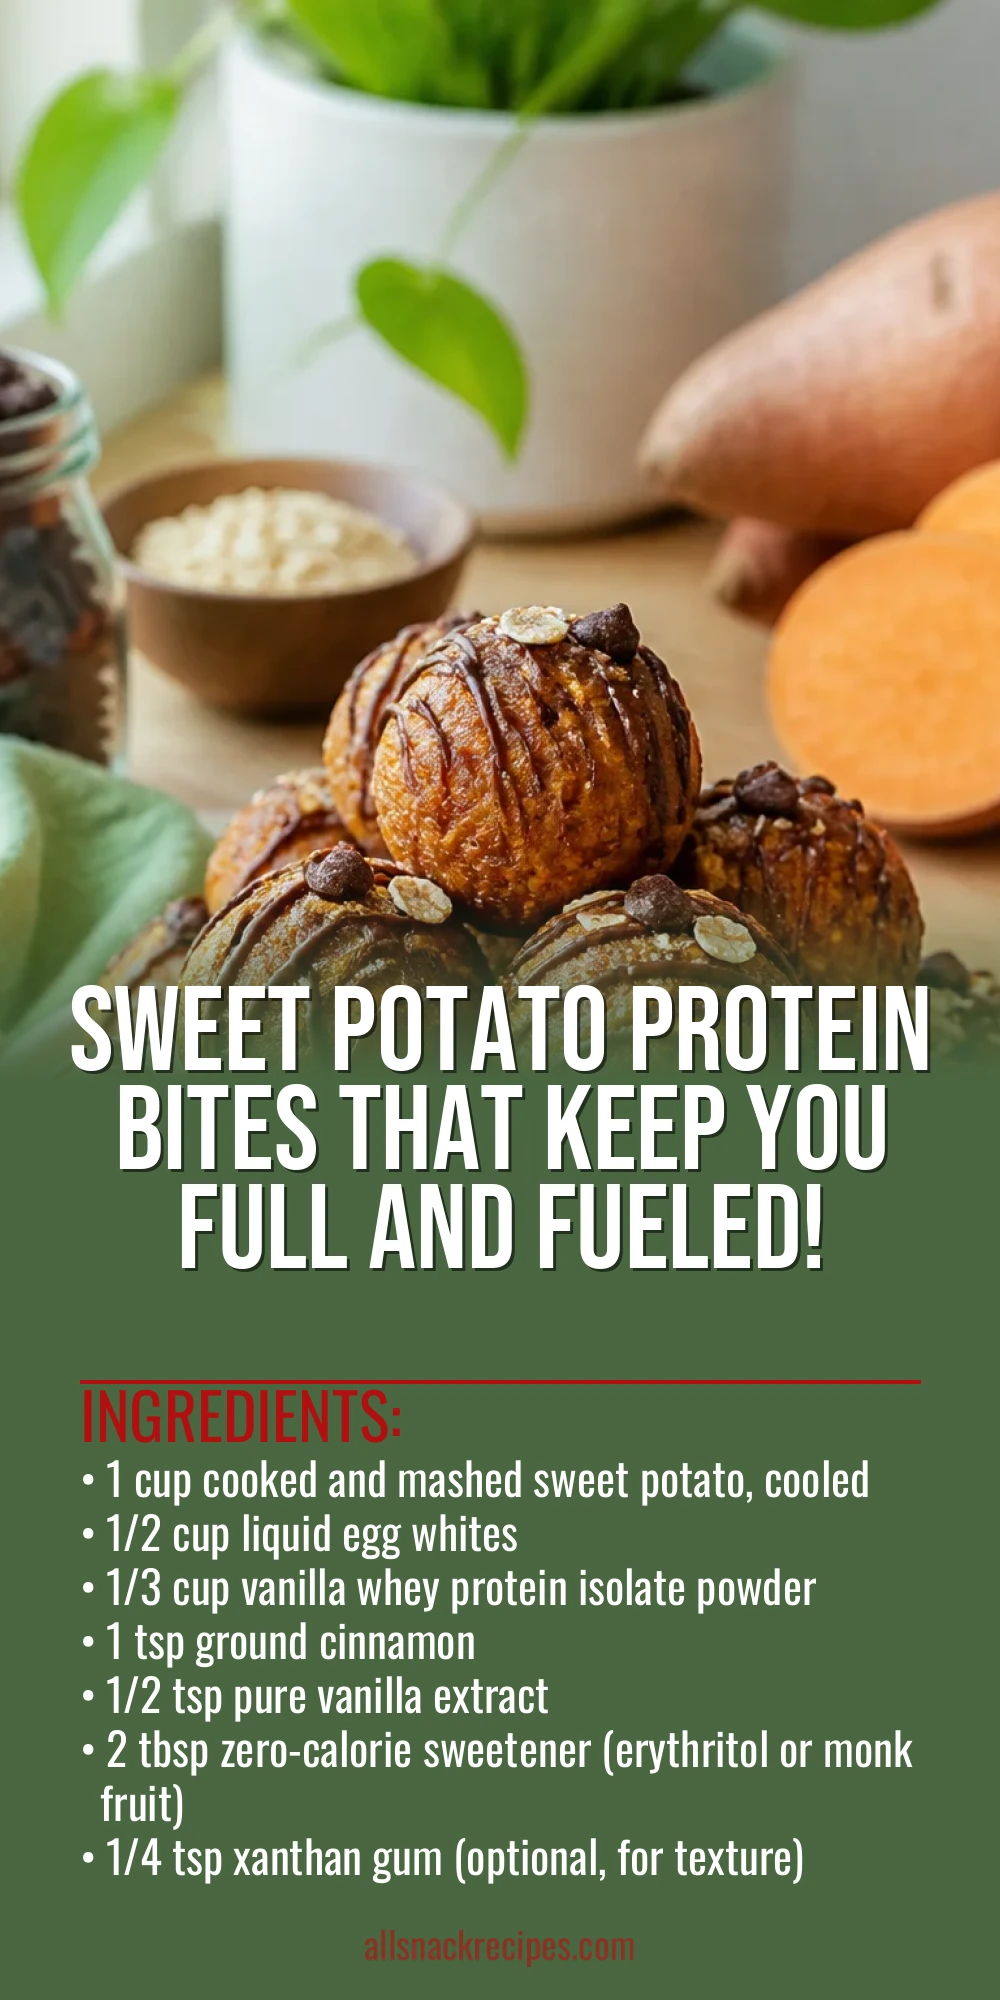 SWEET POTATO PROTEIN
BITES THAT KEEP YOU
FULL AND FUELED!
INGREDIENTS:
• 1 cup cooked and mashed sweet potato, cooled
• 1/2 cup liquid egg whites
• 1/3 cup vanilla whey protein isolate powder
• 1 tsp ground cinnamon
• 1/2 tsp pure vanilla extract
• 2 tbsp zero-calorie sweetener (erythritol or monk
fruit)
• 1/4 tsp xanthan gum (optional, for texture)
allsnackrecipes.com